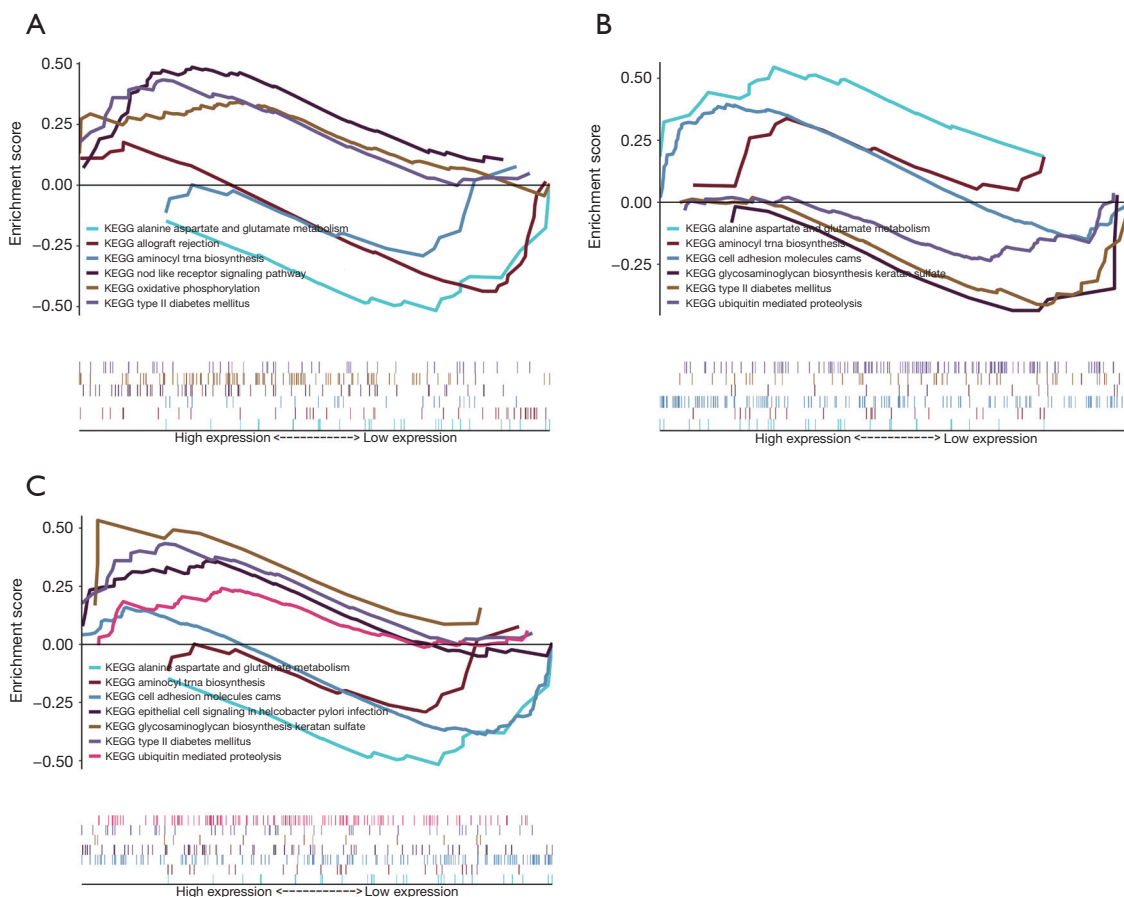 A
Enrichment score
0.50
0.25
0.00
−0.25
−0.50
KEGG alanine aspartate and glutamate metabolism
KEGG allograft rejection
KEGG aminocyl trna biosynthesis
KEGG nod like receptor signaling pathway
KEGG oxidative phosphorylation
KEGG type II diabetes mellitus
High expression <------------> Low expression
B
Enrichment score
0.50
0.25
0.00
−0.25
KEGG alanine aspartate and glutamate metabolism
KEGG aminocyl trna biosynthesis
KEGG cell adhesion molecules cams
KEGG glycosaminoglycan biosynthesis keratan sulfate
KEGG type II diabetes mellitus
KEGG ubiquitin mediated proteolysis
High expression <------------> Low expression
C
Enrichment score
0.50
0.25
0.00
−0.25
−0.50
KEGG alanine aspartate and glutamate metabolism
KEGG aminocyl trna biosynthesis
KEGG cell adhesion molecules cams
KEGG epithelial cell signaling in helcobacter pylori infection
KEGG glycosaminoglycan biosynthesis keratan sulfate
KEGG type II diabetes mellitus
KEGG ubiquitin mediated proteolysis
High expression <------------> Low expression